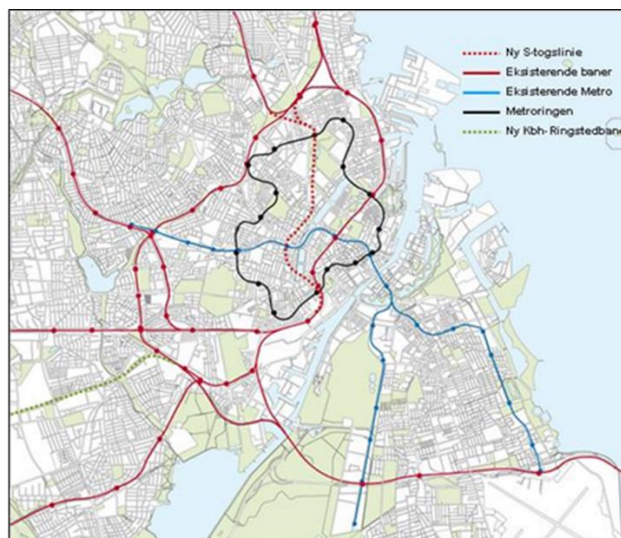 Ny S-togslinie
Eksisterende baner
Eksisterende Metro
Metroringen
Ny Kbh-Ringstedbane